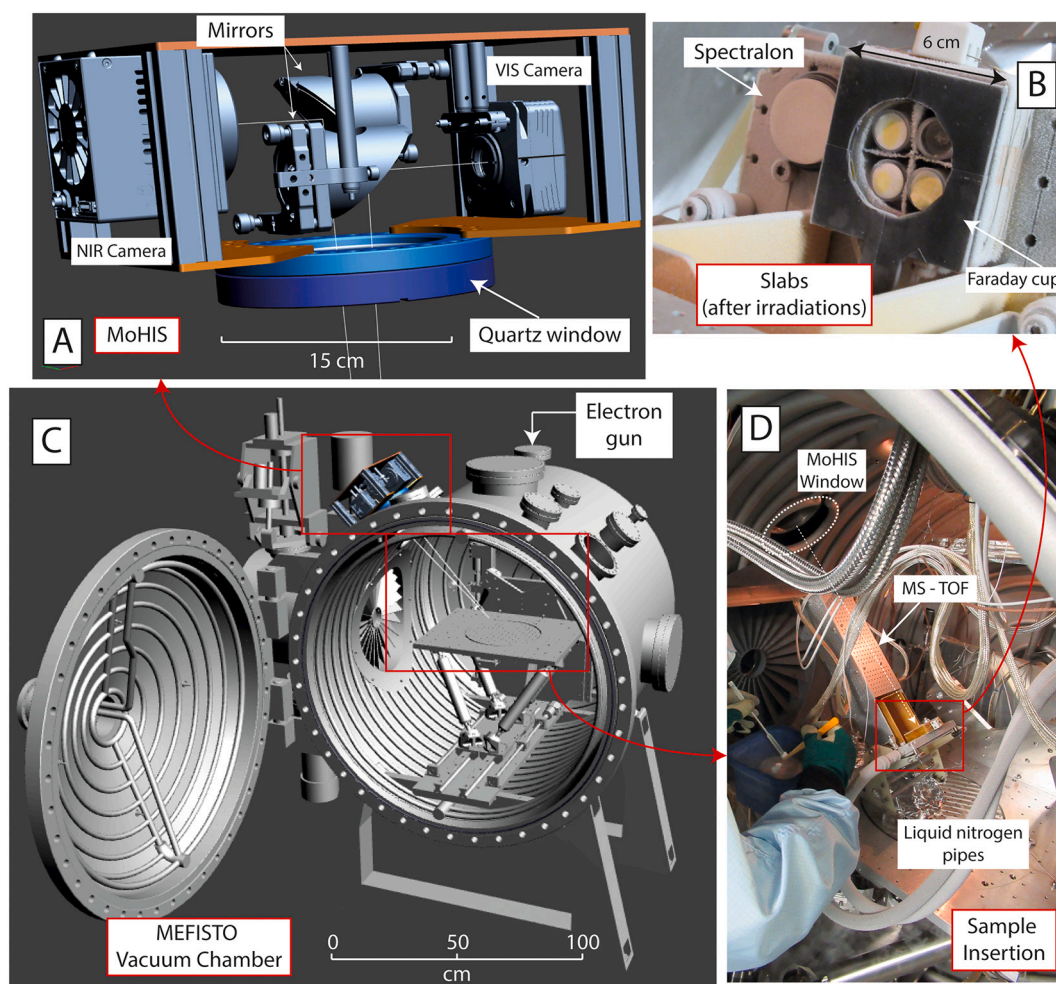 Mirrors
VIS Camera
NIR Camera
A
MoHIS
15 cm
Quartz window
Spectralon
6 cm
B
Slabs
(after irradiations)
Faraday cup
C
Electron
gun
MEFISTO
Vacuum Chamber
0 50 100
cm
D
MoHIS
Window
MS - TOF
Liquid nitrogen
pipes
Sample
Insertion